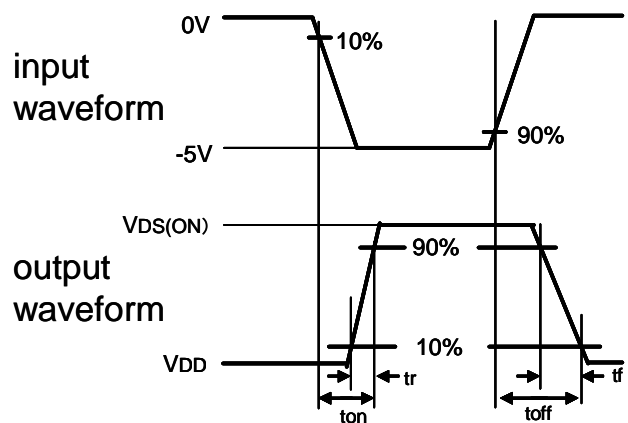 0V
10%
input
waveform
90%
-5V
VDS(ON)
90%
output
waveform
10%
VDD
tr
tf
ton
toff